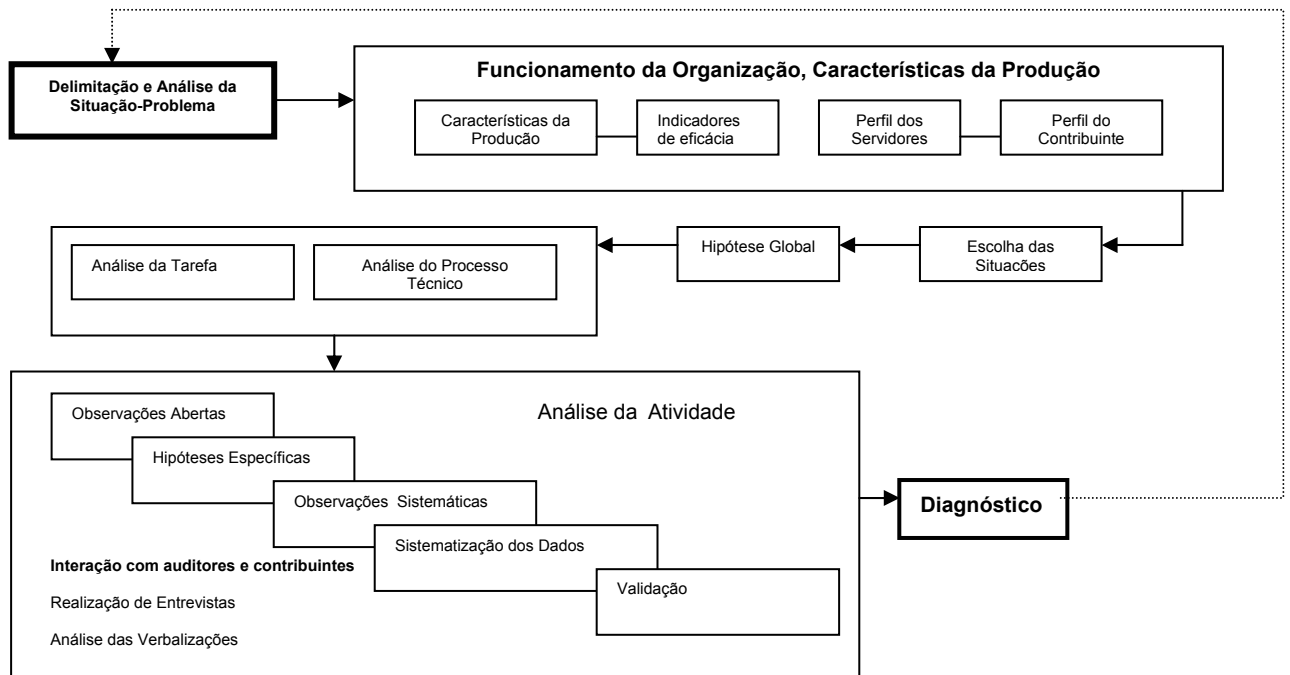 Delimitação e Análise da
Situação-Problema
Funcionamento da Organização, Características da Produção
Características da
Produção
Indicadores
de eficácia
Perfil dos
Servidores
Perfil do
Contribuinte
Análise da Tarefa
Análise do Processo
Técnico
Hipótese Global
Escolha das
Situacões
Análise da Atividade
Observações Abertas
Hipóteses Específicas
Observações Sistemáticas
Sistematização dos Dados
Validação
Interação com auditores e contribuintes
Realização de Entrevistas
Análise das Verbalizações
Diagnóstico